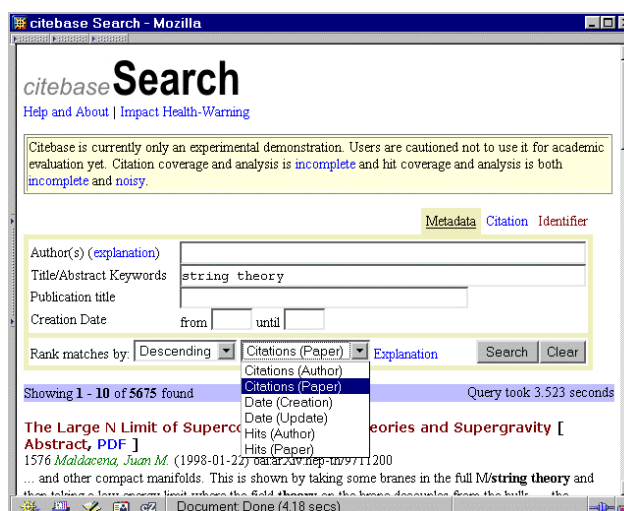 citebase Search - Mozilla
citebase Search
Help and About | Impact Health-Warning
Citebase is currently only an experimental demonstration. Users are cautioned not to use it for academic
evaluation yet. Citation coverage and analysis is incomplete and hit coverage and analysis is both
incomplete and noisy.
Metadata Citation Identifier
Author(s) (explanation)
Title/Abstract Keywords string theory
Publication title
Creation Date from until
Rank matches by: Descending Citations (Paper) Explanation Search Clear
Citations (Author)
Citations (Paper)
Date (Creation)
Date (Update)
Hits (Author)
Hits (Paper)
Showing 1 - 10 of 5675 found Query took 3.523 seconds
The Large N Limit of and Supergravity [
Abstract, PDF ]
1576 Maldacena, Juan M. (1998-01-22)
... and other compact manifolds. This is shown by taking some branes in the full M/string theory and
Document: Done (4.18 secs)